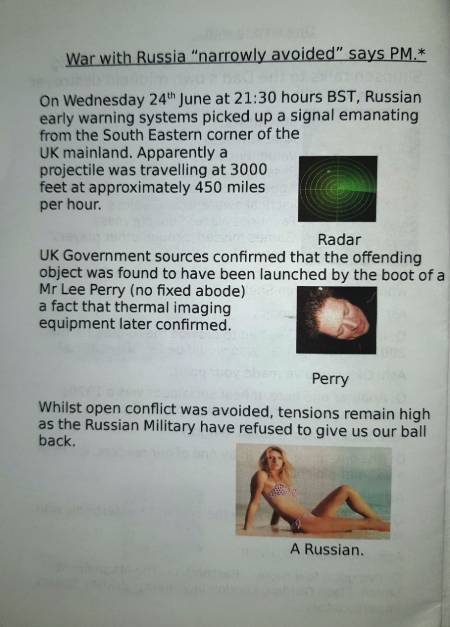 War with Russia “narrowly avoided” says PM.*
On Wednesday 24th June at 21:30 hours BST, Russian
early warning systems picked up a signal emanating
from the South Eastern corner of the
UK mainland. Apparently a
projectile was travelling at 3000
feet at approximately 450 miles
per hour.
Radar
UK Government sources confirmed that the offending
object was found to have been launched by the boot of a
Mr Lee Perry (no fixed abode)
a fact that thermal imaging
equipment later confirmed.
Perry
Whilst open conflict was avoided, tensions remain high
as the Russian Military have refused to give us our ball
back.
A Russian.